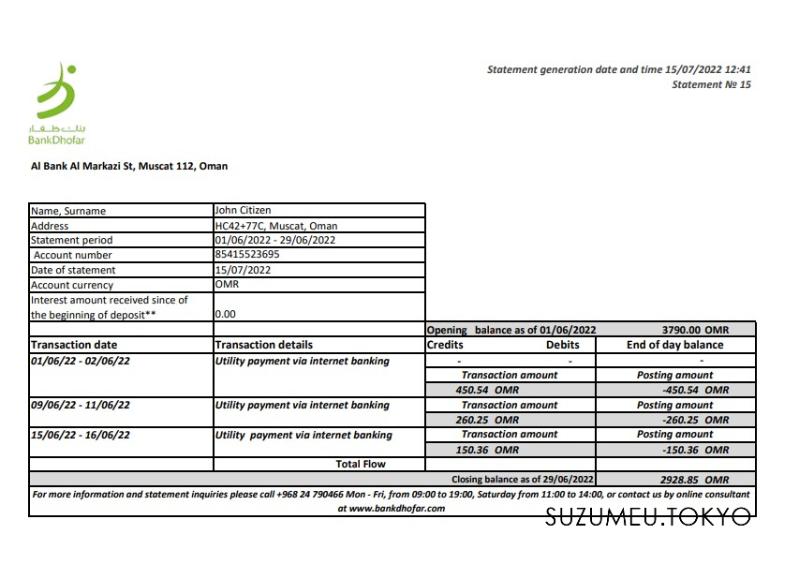 Statement generation date and time 15/07/2022 12:41
Statement № 15
بنك ظفار
BankDhofar
Al Bank Al Markazi St, Muscat 112, Oman
Name, Surname John Citizen
Address HC42+77C, Muscat, Oman
Statement period 01/06/2022 - 29/06/2022
Account number 85415523695
Date of statement 15/07/2022
Account currency OMR
Interest amount received since of
the beginning of deposit** 0.00
Opening balance as of 01/06/2022 3790.00 OMR
Transaction date Transaction details Credits Debits End of day balance
01/06/22 - 02/06/22 Utility payment via internet banking - - -
Transaction amount Posting amount
450.54 OMR -450.54 OMR
09/06/22 - 11/06/22 Utility payment via internet banking Transaction amount Posting amount
260.25 OMR -260.25 OMR
15/06/22 - 16/06/22 Utility payment via internet banking Transaction amount Posting amount
150.36 OMR -150.36 OMR
Total Flow
Closing balance as of 29/06/2022 2928.85 OMR
For more information and statement inquiries please call +968 24 790466 Mon - Fri, from 09:00 to 19:00, Saturday from 11:00 to 14:00, or contact us by online consultant
at www.bankdhofar.com
SUZUMEU.TOKYO